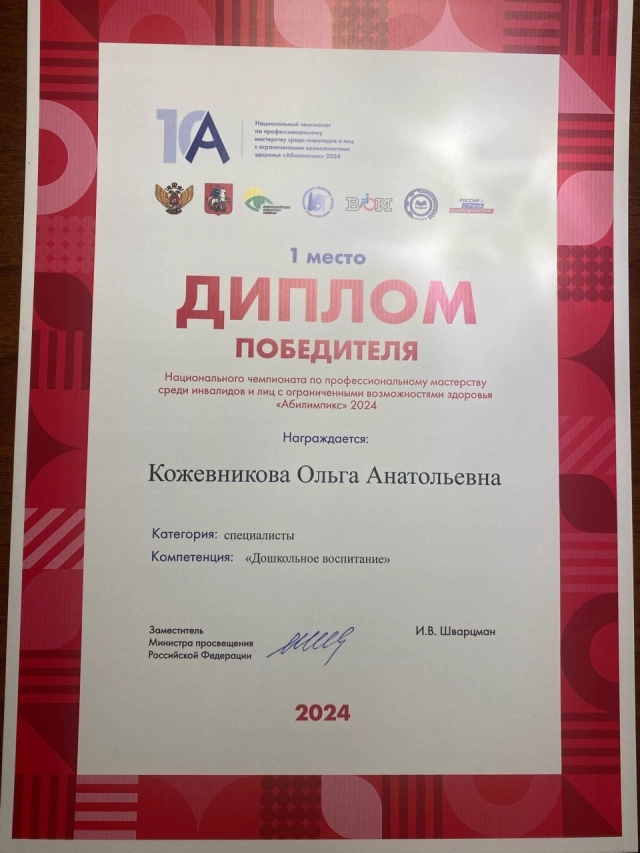 10А
Национальный чемпионат
по профессиональному
мастерству среди инвалидов и лиц
с ограниченными возможностями
здоровья «Абилимпикс» 2024
ВОИ
1 место
ДИПЛОМ
ПОБЕДИТЕЛЯ
Национального чемпионата по профессиональному мастерству
среди инвалидов и лиц с ограниченными возможностями здоровья
«Абилимпикс» 2024
Награждается:
Кожевникова Ольга Анатольевна
Категория: специалисты
Компетенция: «Дошкольное воспитание»
Заместитель
Министра просвещения
Российской Федерации
И.В. Шварцман
2024